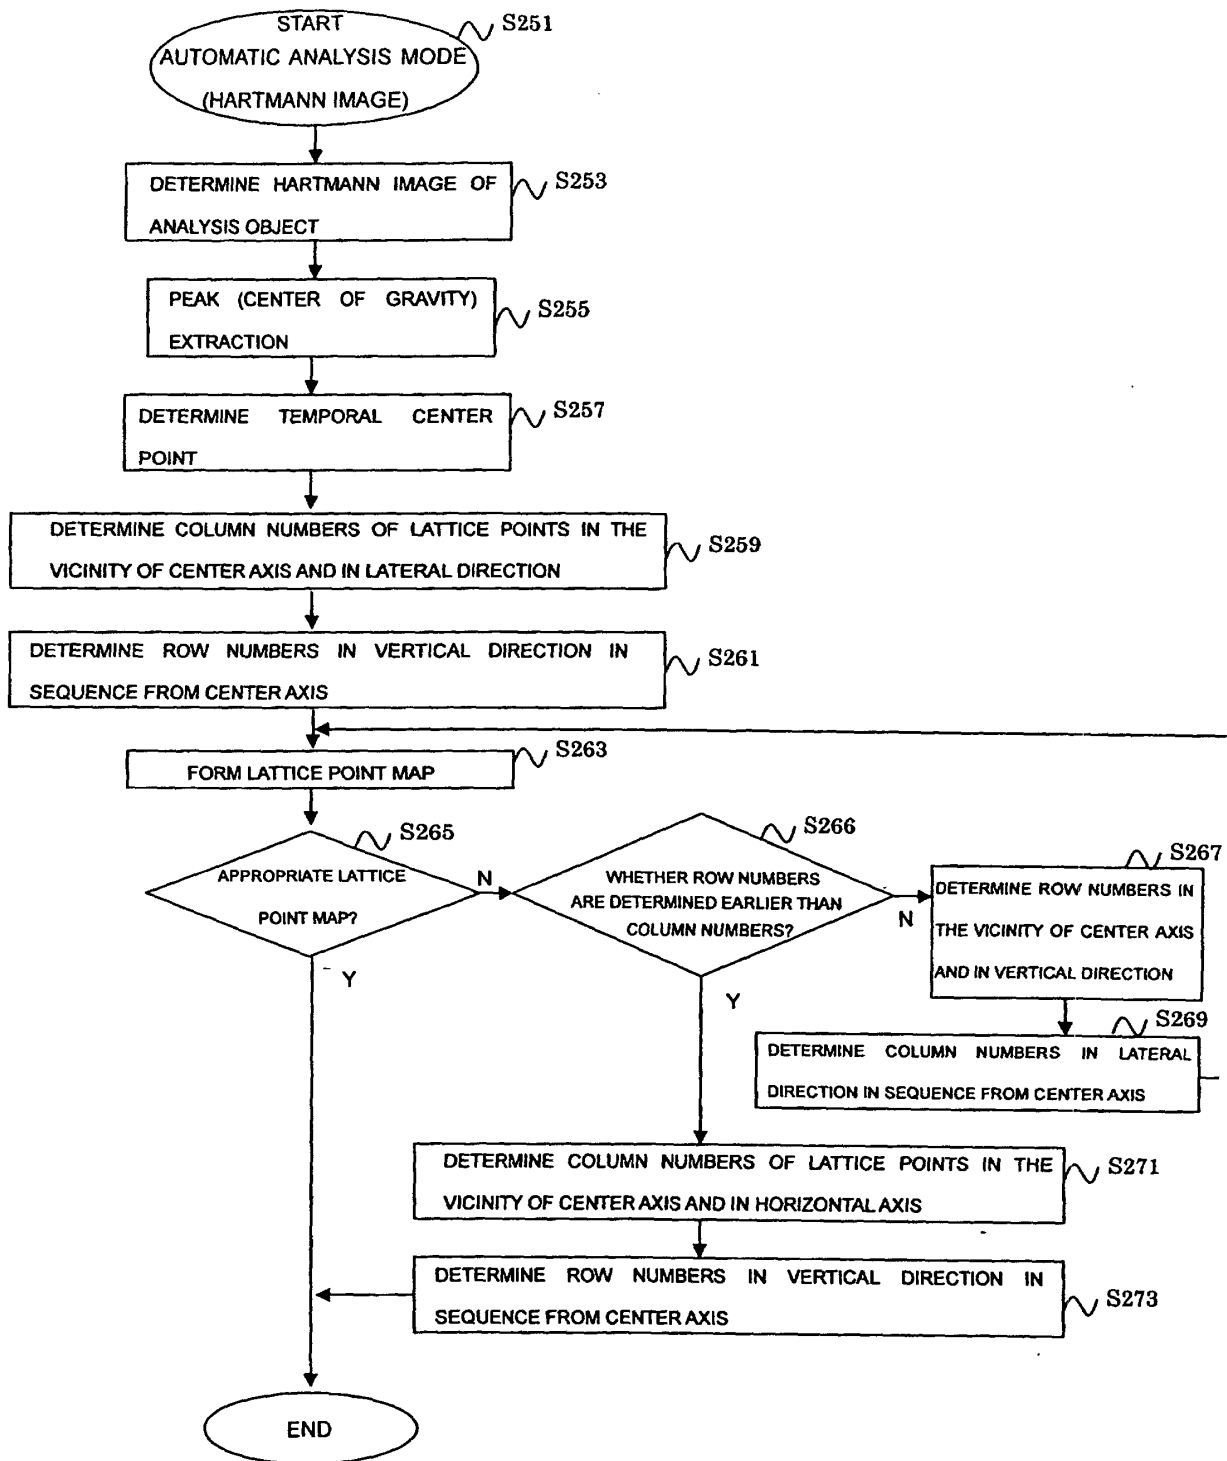 START
AUTOMATIC ANALYSIS MODE
(HARTMANN IMAGE)
S251
DETERMINE HARTMANN IMAGE OF
ANALYSIS OBJECT
S253
PEAK (CENTER OF GRAVITY)
EXTRACTION
S255
DETERMINE TEMPORAL CENTER
POINT
S257
DETERMINE COLUMN NUMBERS OF LATTICE POINTS IN THE
VICINITY OF CENTER AXIS AND IN LATERAL DIRECTION
S259
DETERMINE ROW NUMBERS IN VERTICAL DIRECTION IN
SEQUENCE FROM CENTER AXIS
S261
FORM LATTICE POINT MAP
S263
APPROPRIATE LATTICE
POINT MAP?
S265
N
Y
WHETHER ROW NUMBERS
ARE DETERMINED EARLIER THAN
COLUMN NUMBERS?
S266
N
Y
DETERMINE ROW NUMBERS IN
THE VICINITY OF CENTER AXIS
AND IN VERTICAL DIRECTION
S267
DETERMINE COLUMN NUMBERS IN LATERAL
DIRECTION IN SEQUENCE FROM CENTER AXIS
S269
DETERMINE COLUMN NUMBERS OF LATTICE POINTS IN THE
VICINITY OF CENTER AXIS AND IN HORIZONTAL AXIS
S271
DETERMINE ROW NUMBERS IN VERTICAL DIRECTION IN
SEQUENCE FROM CENTER AXIS
S273
END